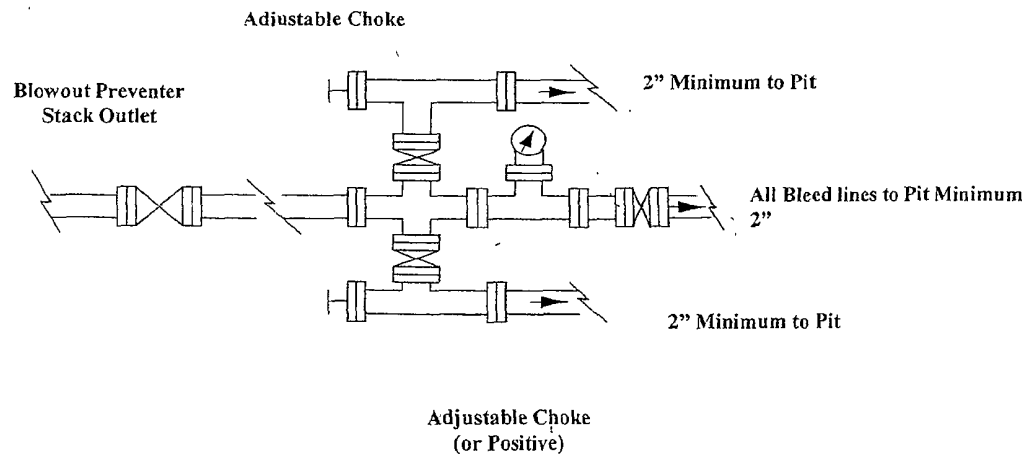 Adjustable Choke
2” Minimum to Pit
Blowout Preventer
Stack Outlet
All Bleed lines to Pit Minimum
2”
2” Minimum to Pit
Adjustable Choke
(or Positive)